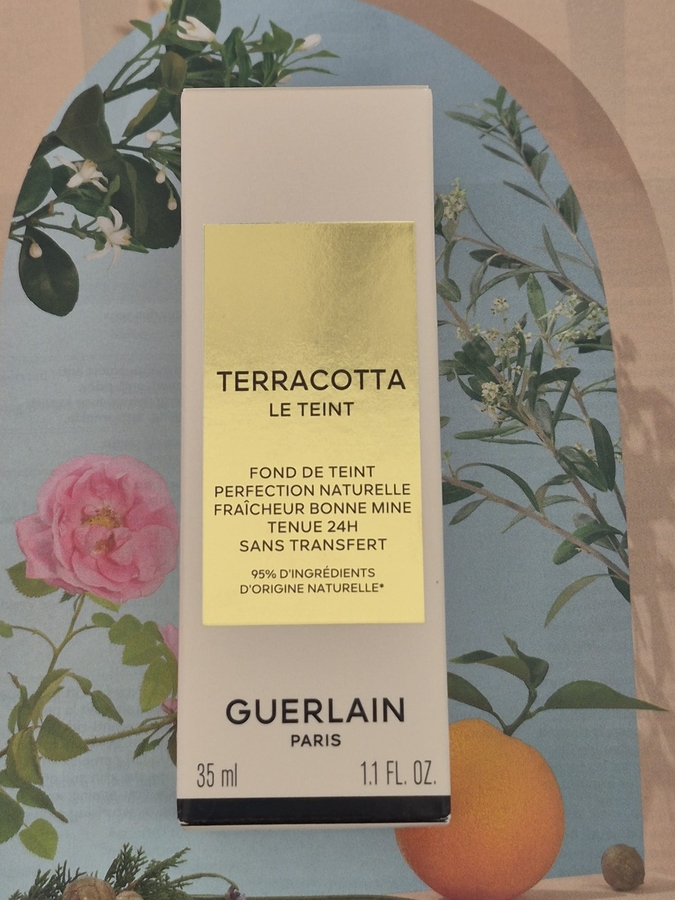 TERRACOTTA
LE TEINT
FOND DE TEINT
PERFECTION NATURELLE
FRAÎCHEUR BONNE MINE
TENUE 24H
SANS TRANSFERT
95% D'INGRÉDIENTS
D'ORIGINE NATURELLE*
GUERLAIN
PARIS
35 ml 1.1 FL. OZ.